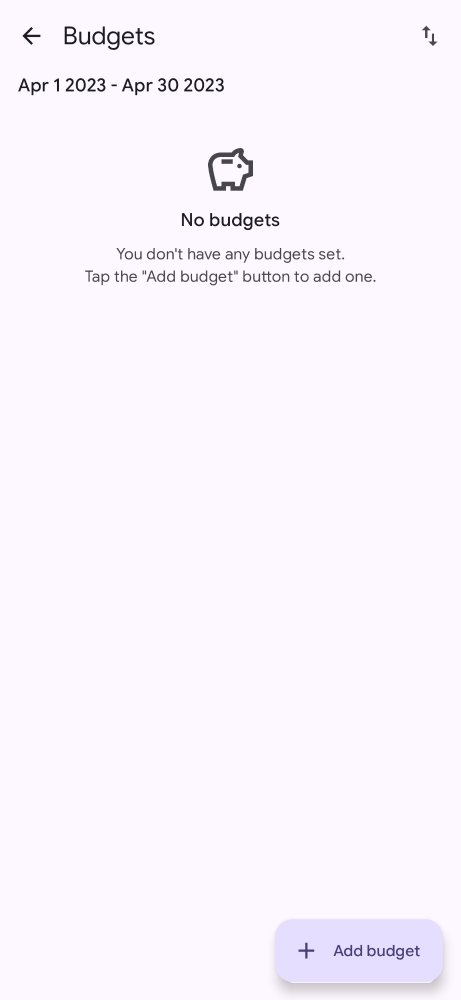 Budgets
Apr 1 2023 - Apr 30 2023
No budgets
You don't have any budgets set.
Tap the "Add budget" button to add one.
Add budget